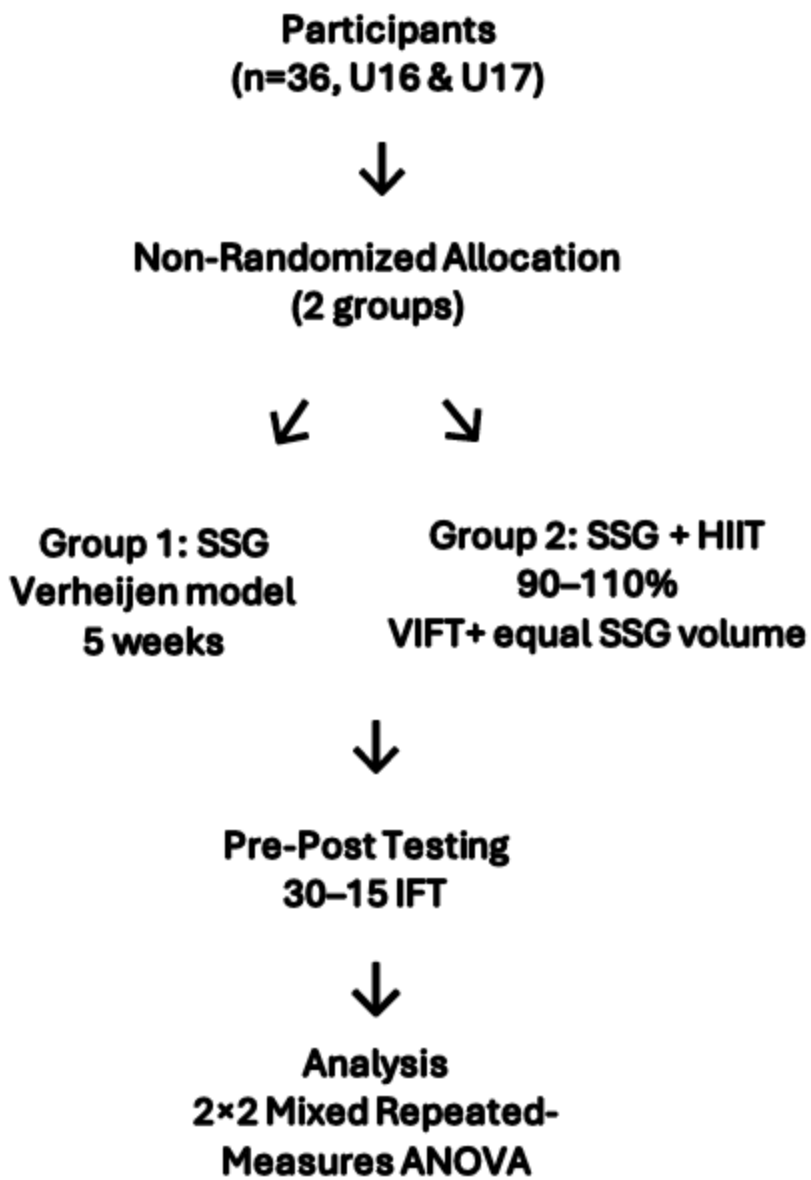 Participants
(n=36, U16 & U17)
Non-Randomized Allocation
(2 groups)
Group 1: SSG
Verheijen model
5 weeks
Group 2: SSG + HIIT
90–110%
VIFT+ equal SSG volume
Pre-Post Testing
30–15 IFT
Analysis
2×2 Mixed Repeated-
Measures ANOVA